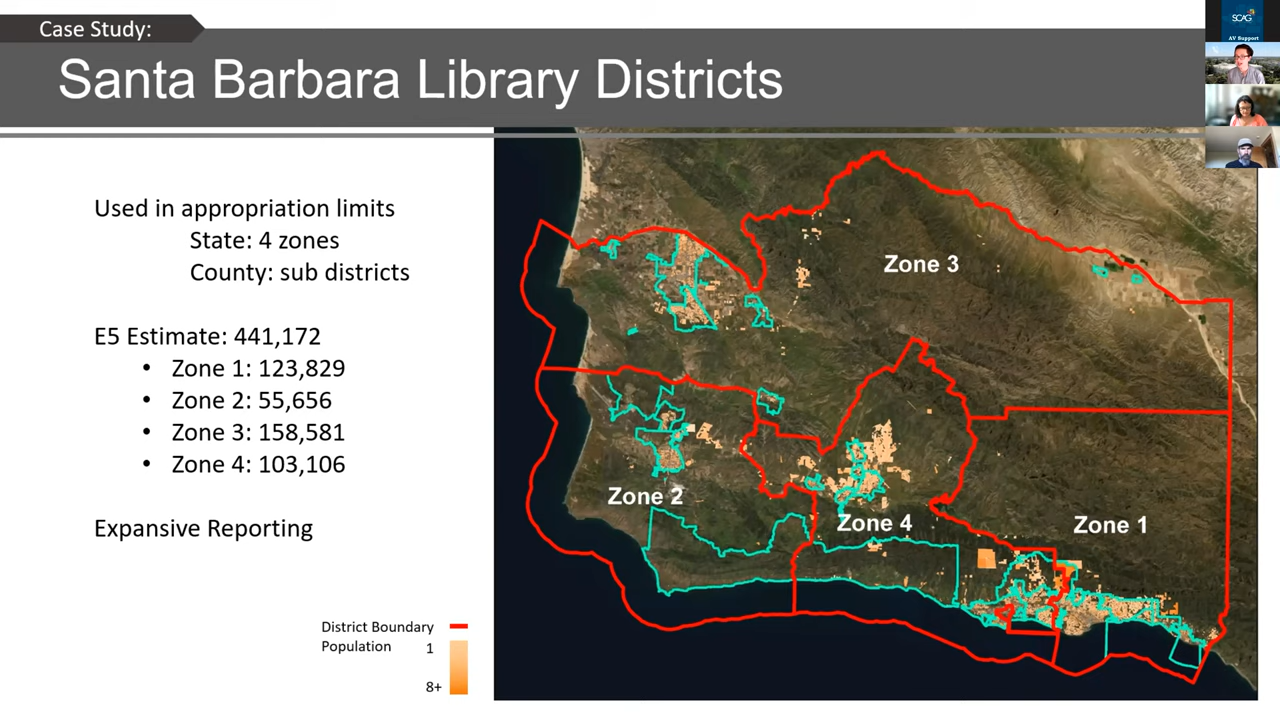 Case Study:
Santa Barbara Library Districts
SCAG
AV Support
Used in appropriation limits
State: 4 zones
County: sub districts
E5 Estimate: 441,172
• Zone 1: 123,829
• Zone 2: 55,656
• Zone 3: 158,581
• Zone 4: 103,106
Expansive Reporting
Zone 3
Zone 2
Zone 4
Zone 1
District Boundary
Population
1
8+